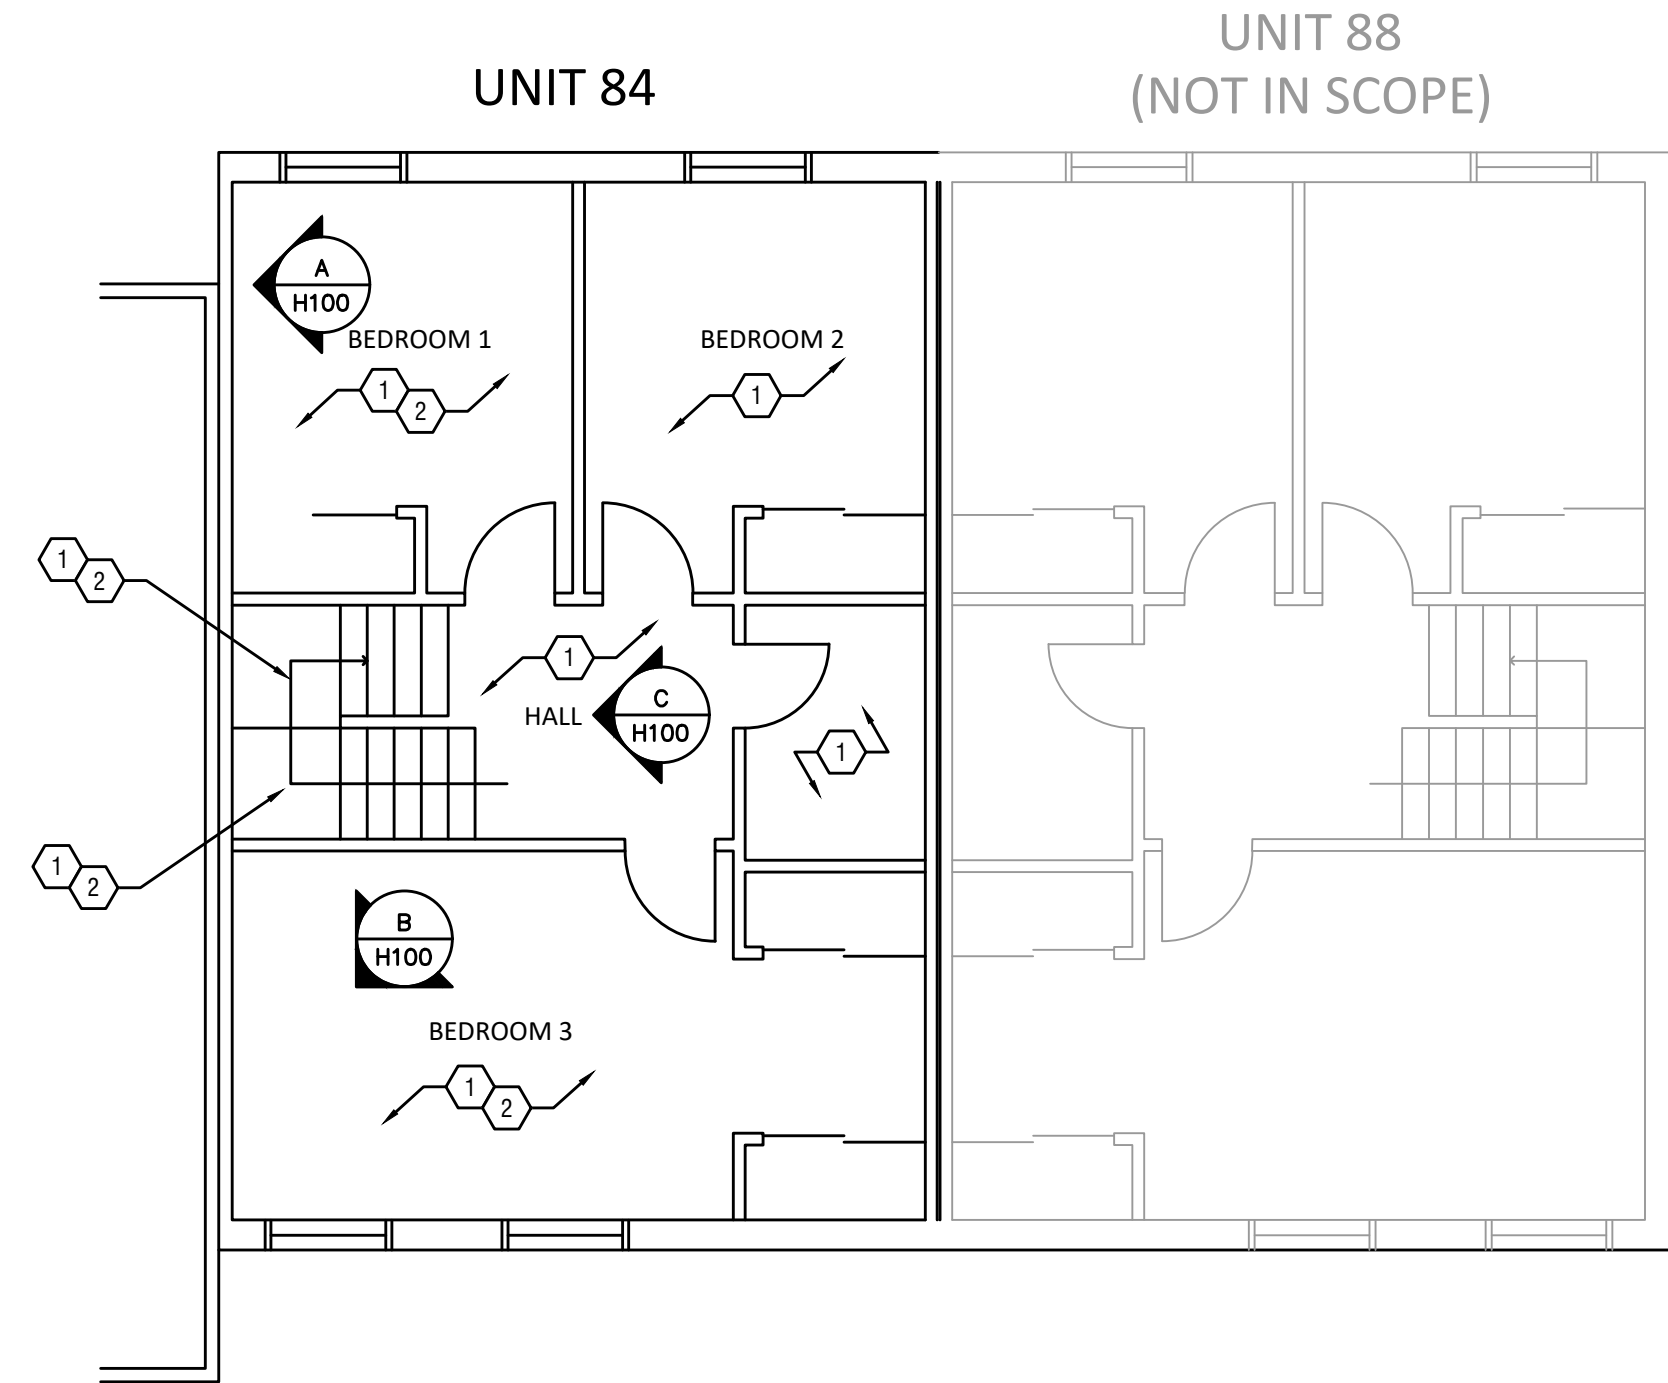 UNIT 88
(NOT IN SCOPE)
UNIT 84
A
H100
BEDROOM 1
BEDROOM 2
1
2
1
1
2
1
HALL
C
H100
1
1
2
B
H100
BEDROOM 3
1
2